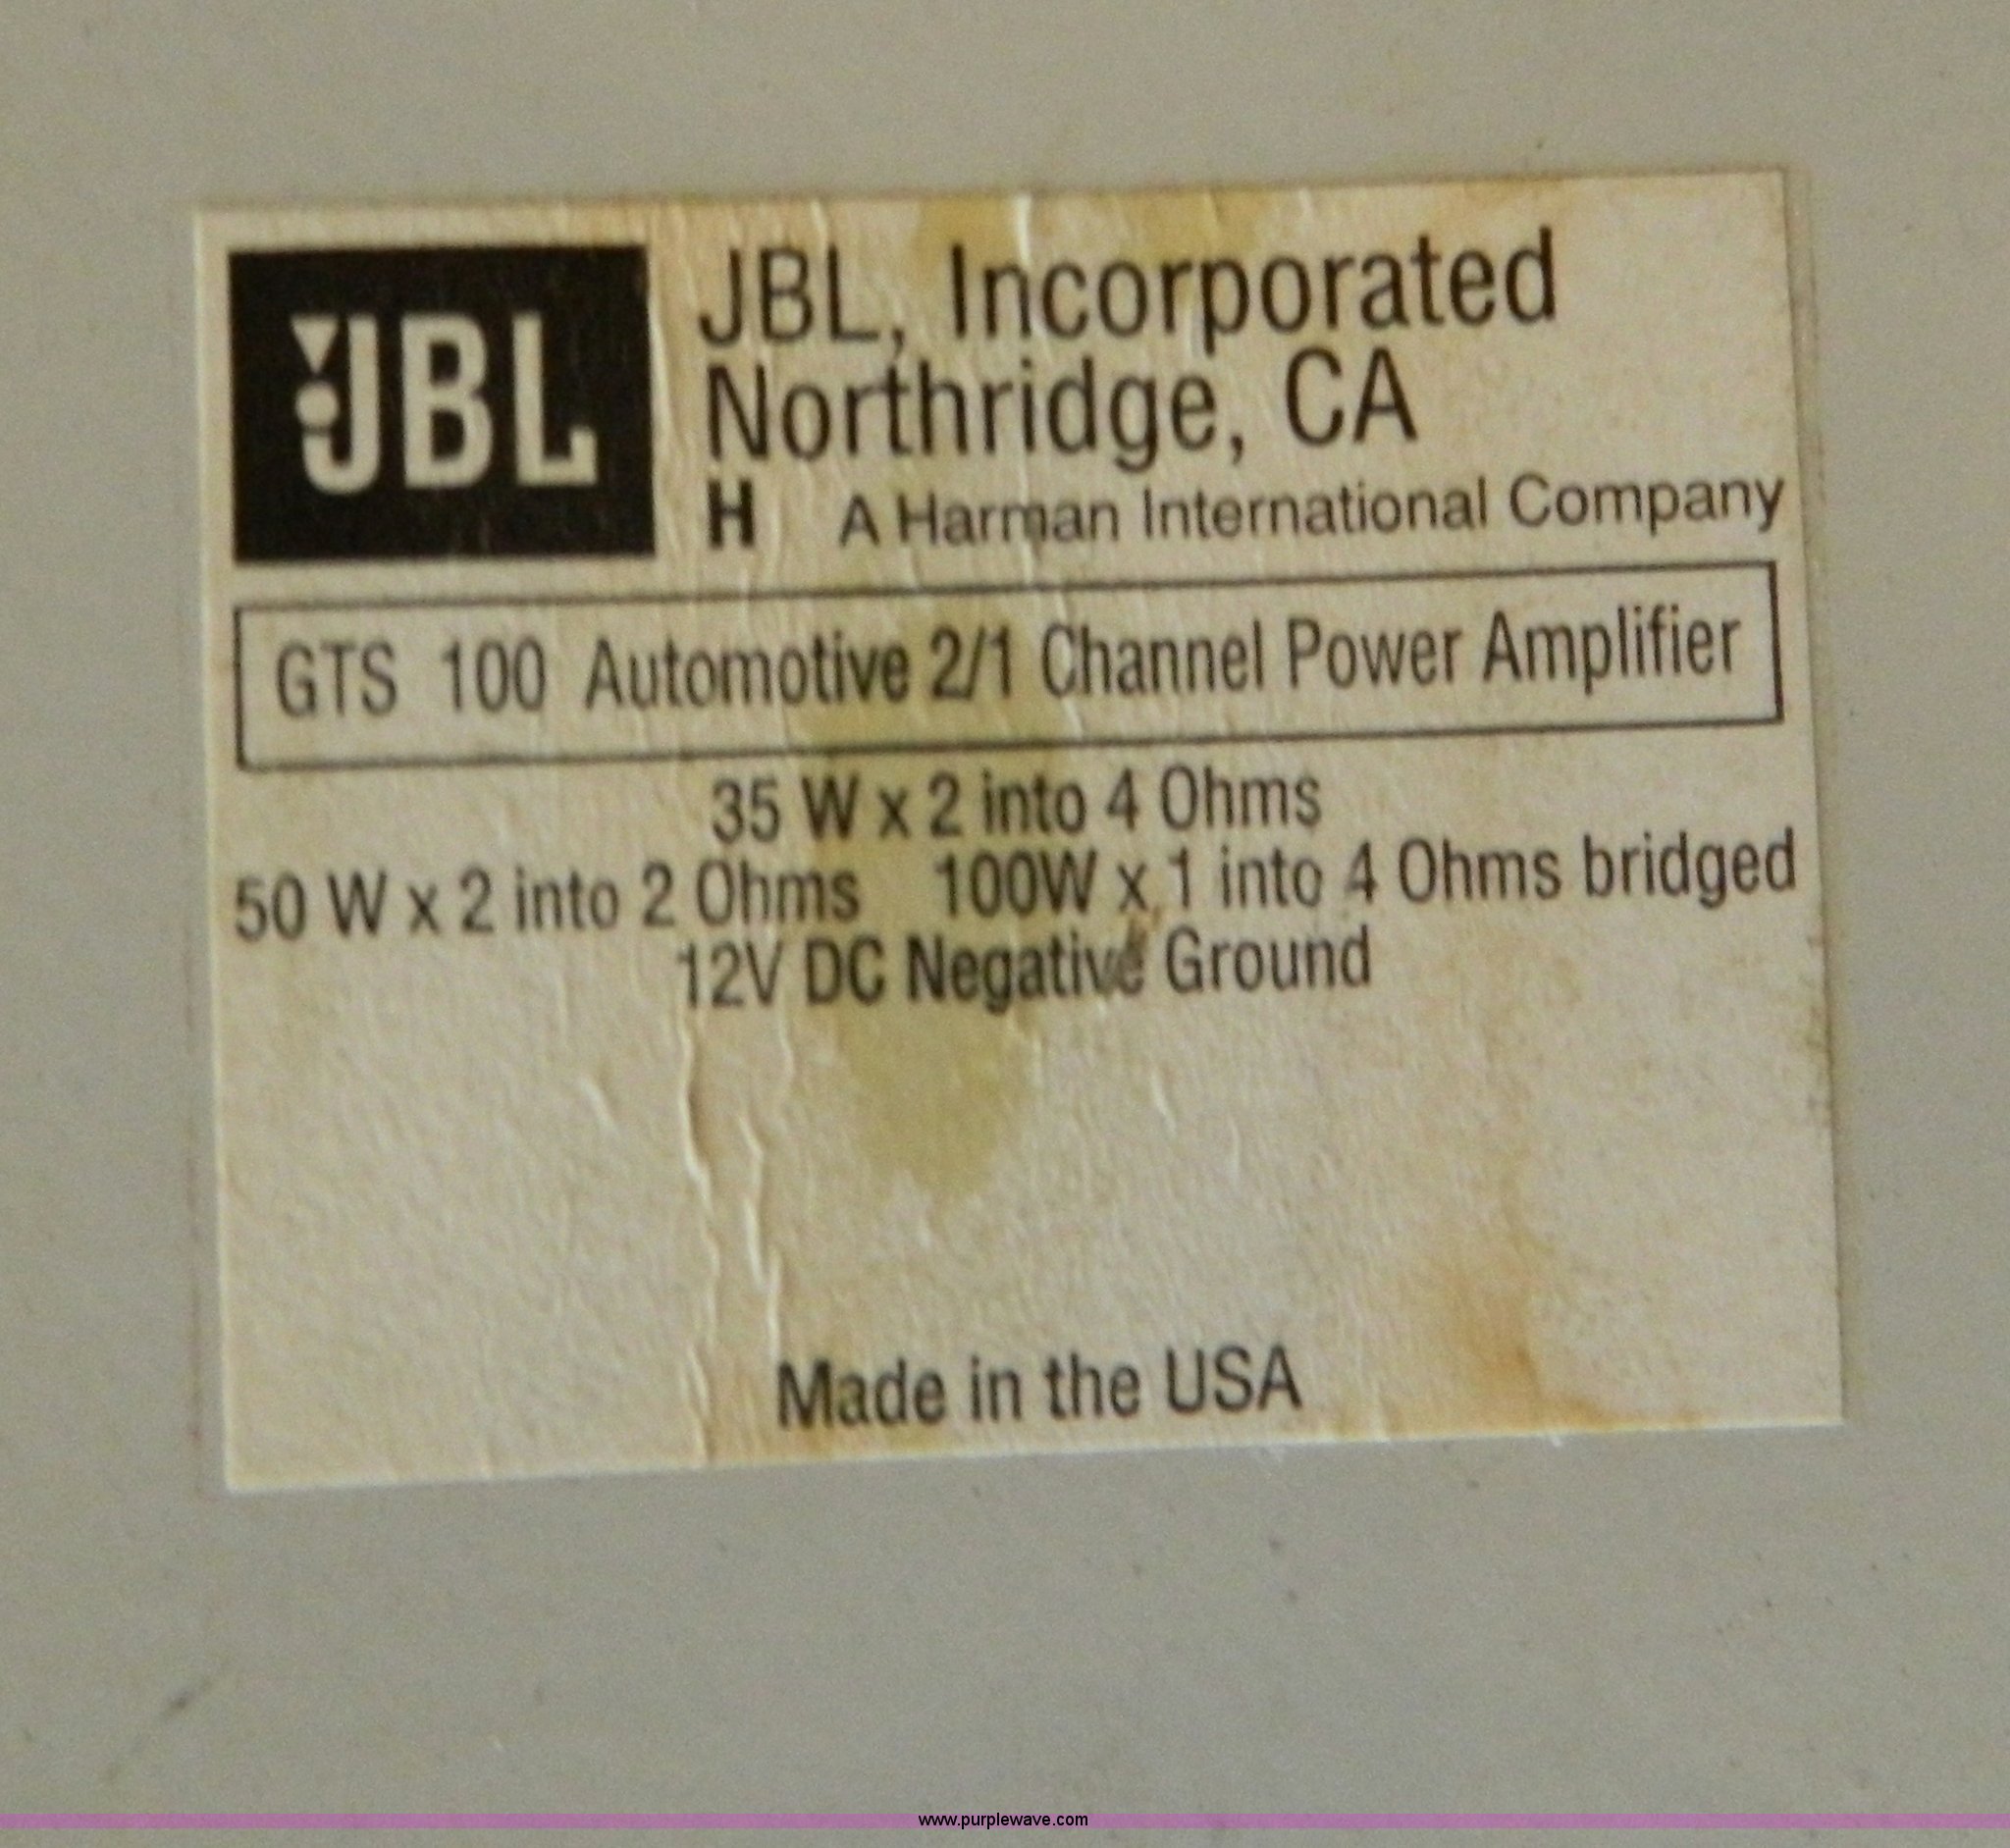 JBL
JBL, Incorporated
Northridge, CA
H A Harman International Company
GTS 100 Automotive 2/1 Channel Power Amplifier
35 W x 2 into 4 Ohms
50 W x 2 into 2 Ohms 100W x 1 into 4 Ohms bridged
12V DC Negative Ground
Made in the USA
www.purplewave.com